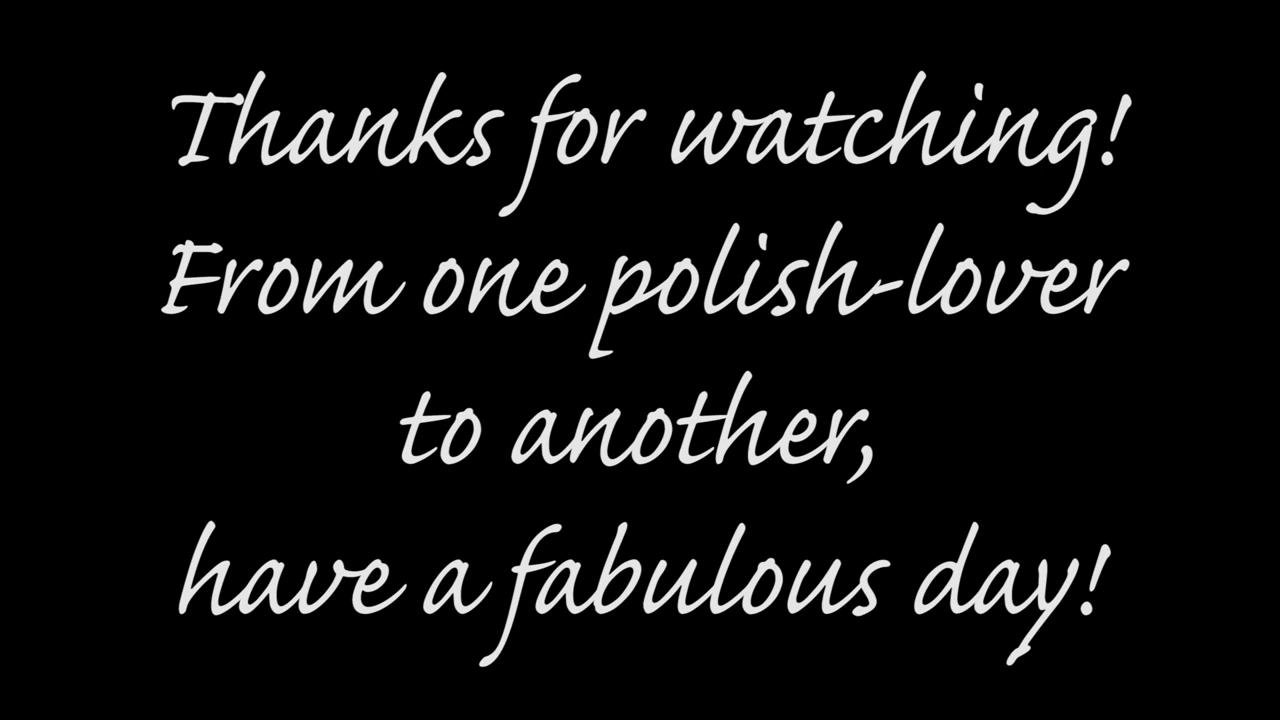 Thanks for watching!
From one polish-lover
to another,
have a fabulous day!